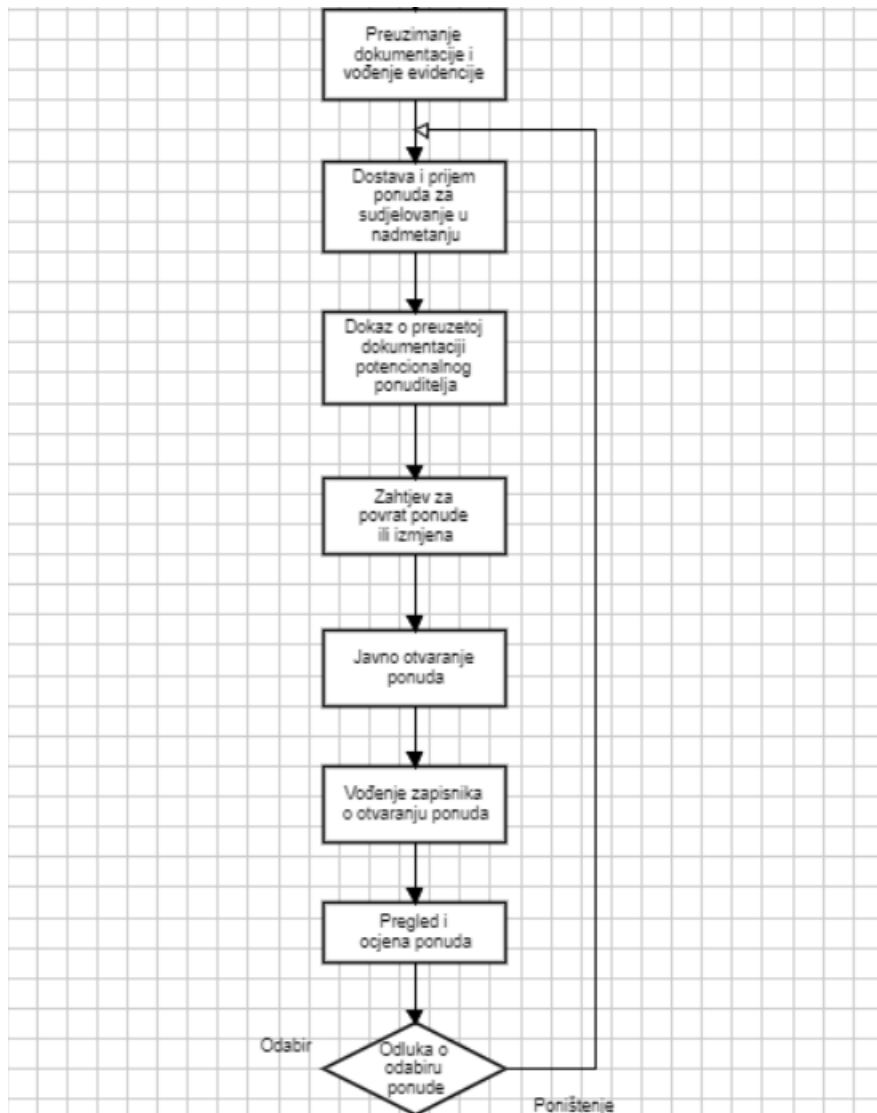 Preuzimanje
dokumentacije i
vođenje evidencije
Dostava i prijem
ponuda za
sudjelovanje u
nadmetanju
Dokaz o preuzetoj
dokumentaciji
potencionalnog
ponuditelja
Zahtjev za
povrat ponude
ili izmjena
Javno otvaranje
ponuda
Vođenje zapisnika
o otvaranju ponuda
Pregled i
ocjena ponuda
Odabir
Odluka o
odabiru
ponude
Poništenje